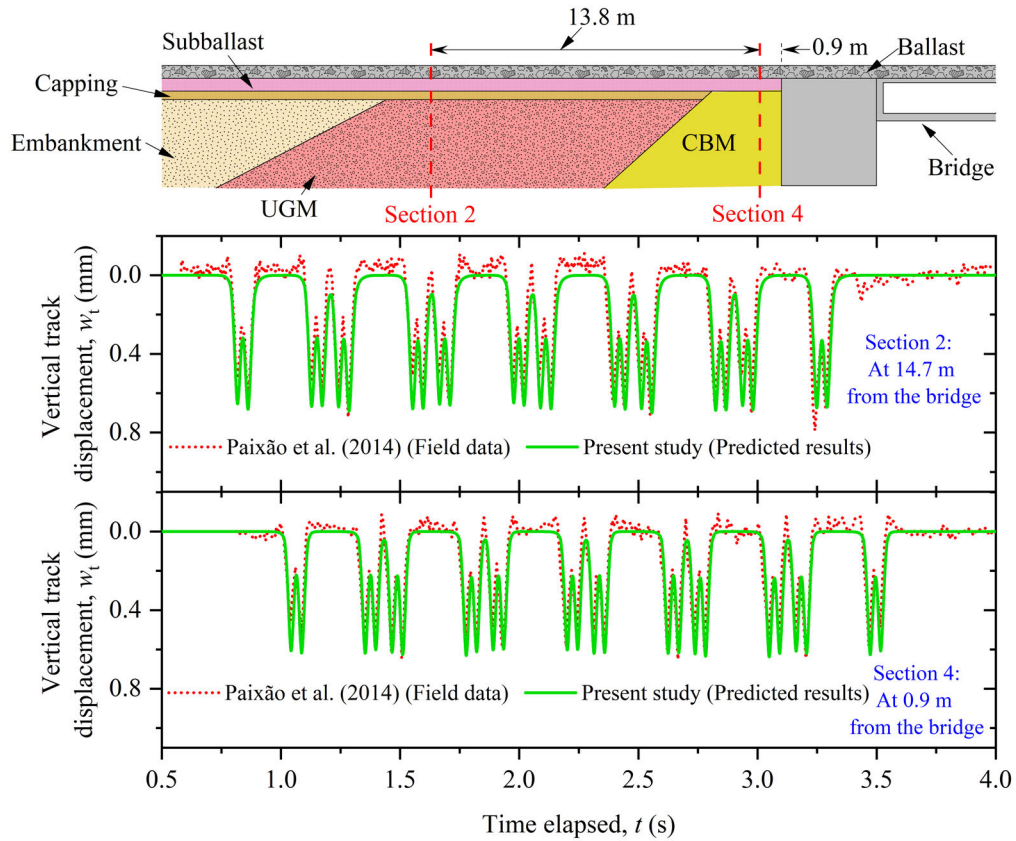 13.8 m
0.9 m
Subballast
Ballast
Capping
Embankment
CBM
Bridge
UGM
Section 2
Section 4
0.0
0.4
0.8
Vertical track
displacement, wt (mm)
Section 2:
At 14.7 m
from the bridge
Paixão et al. (2014) (Field data)
Present study (Predicted results)
0.0
0.4
0.8
Vertical track
displacement, wt (mm)
Section 4:
At 0.9 m
from the bridge
Paixão et al. (2014) (Field data)
Present study (Predicted results)
0.5 1.0 1.5 2.0 2.5 3.0 3.5 4.0
Time elapsed, t (s)